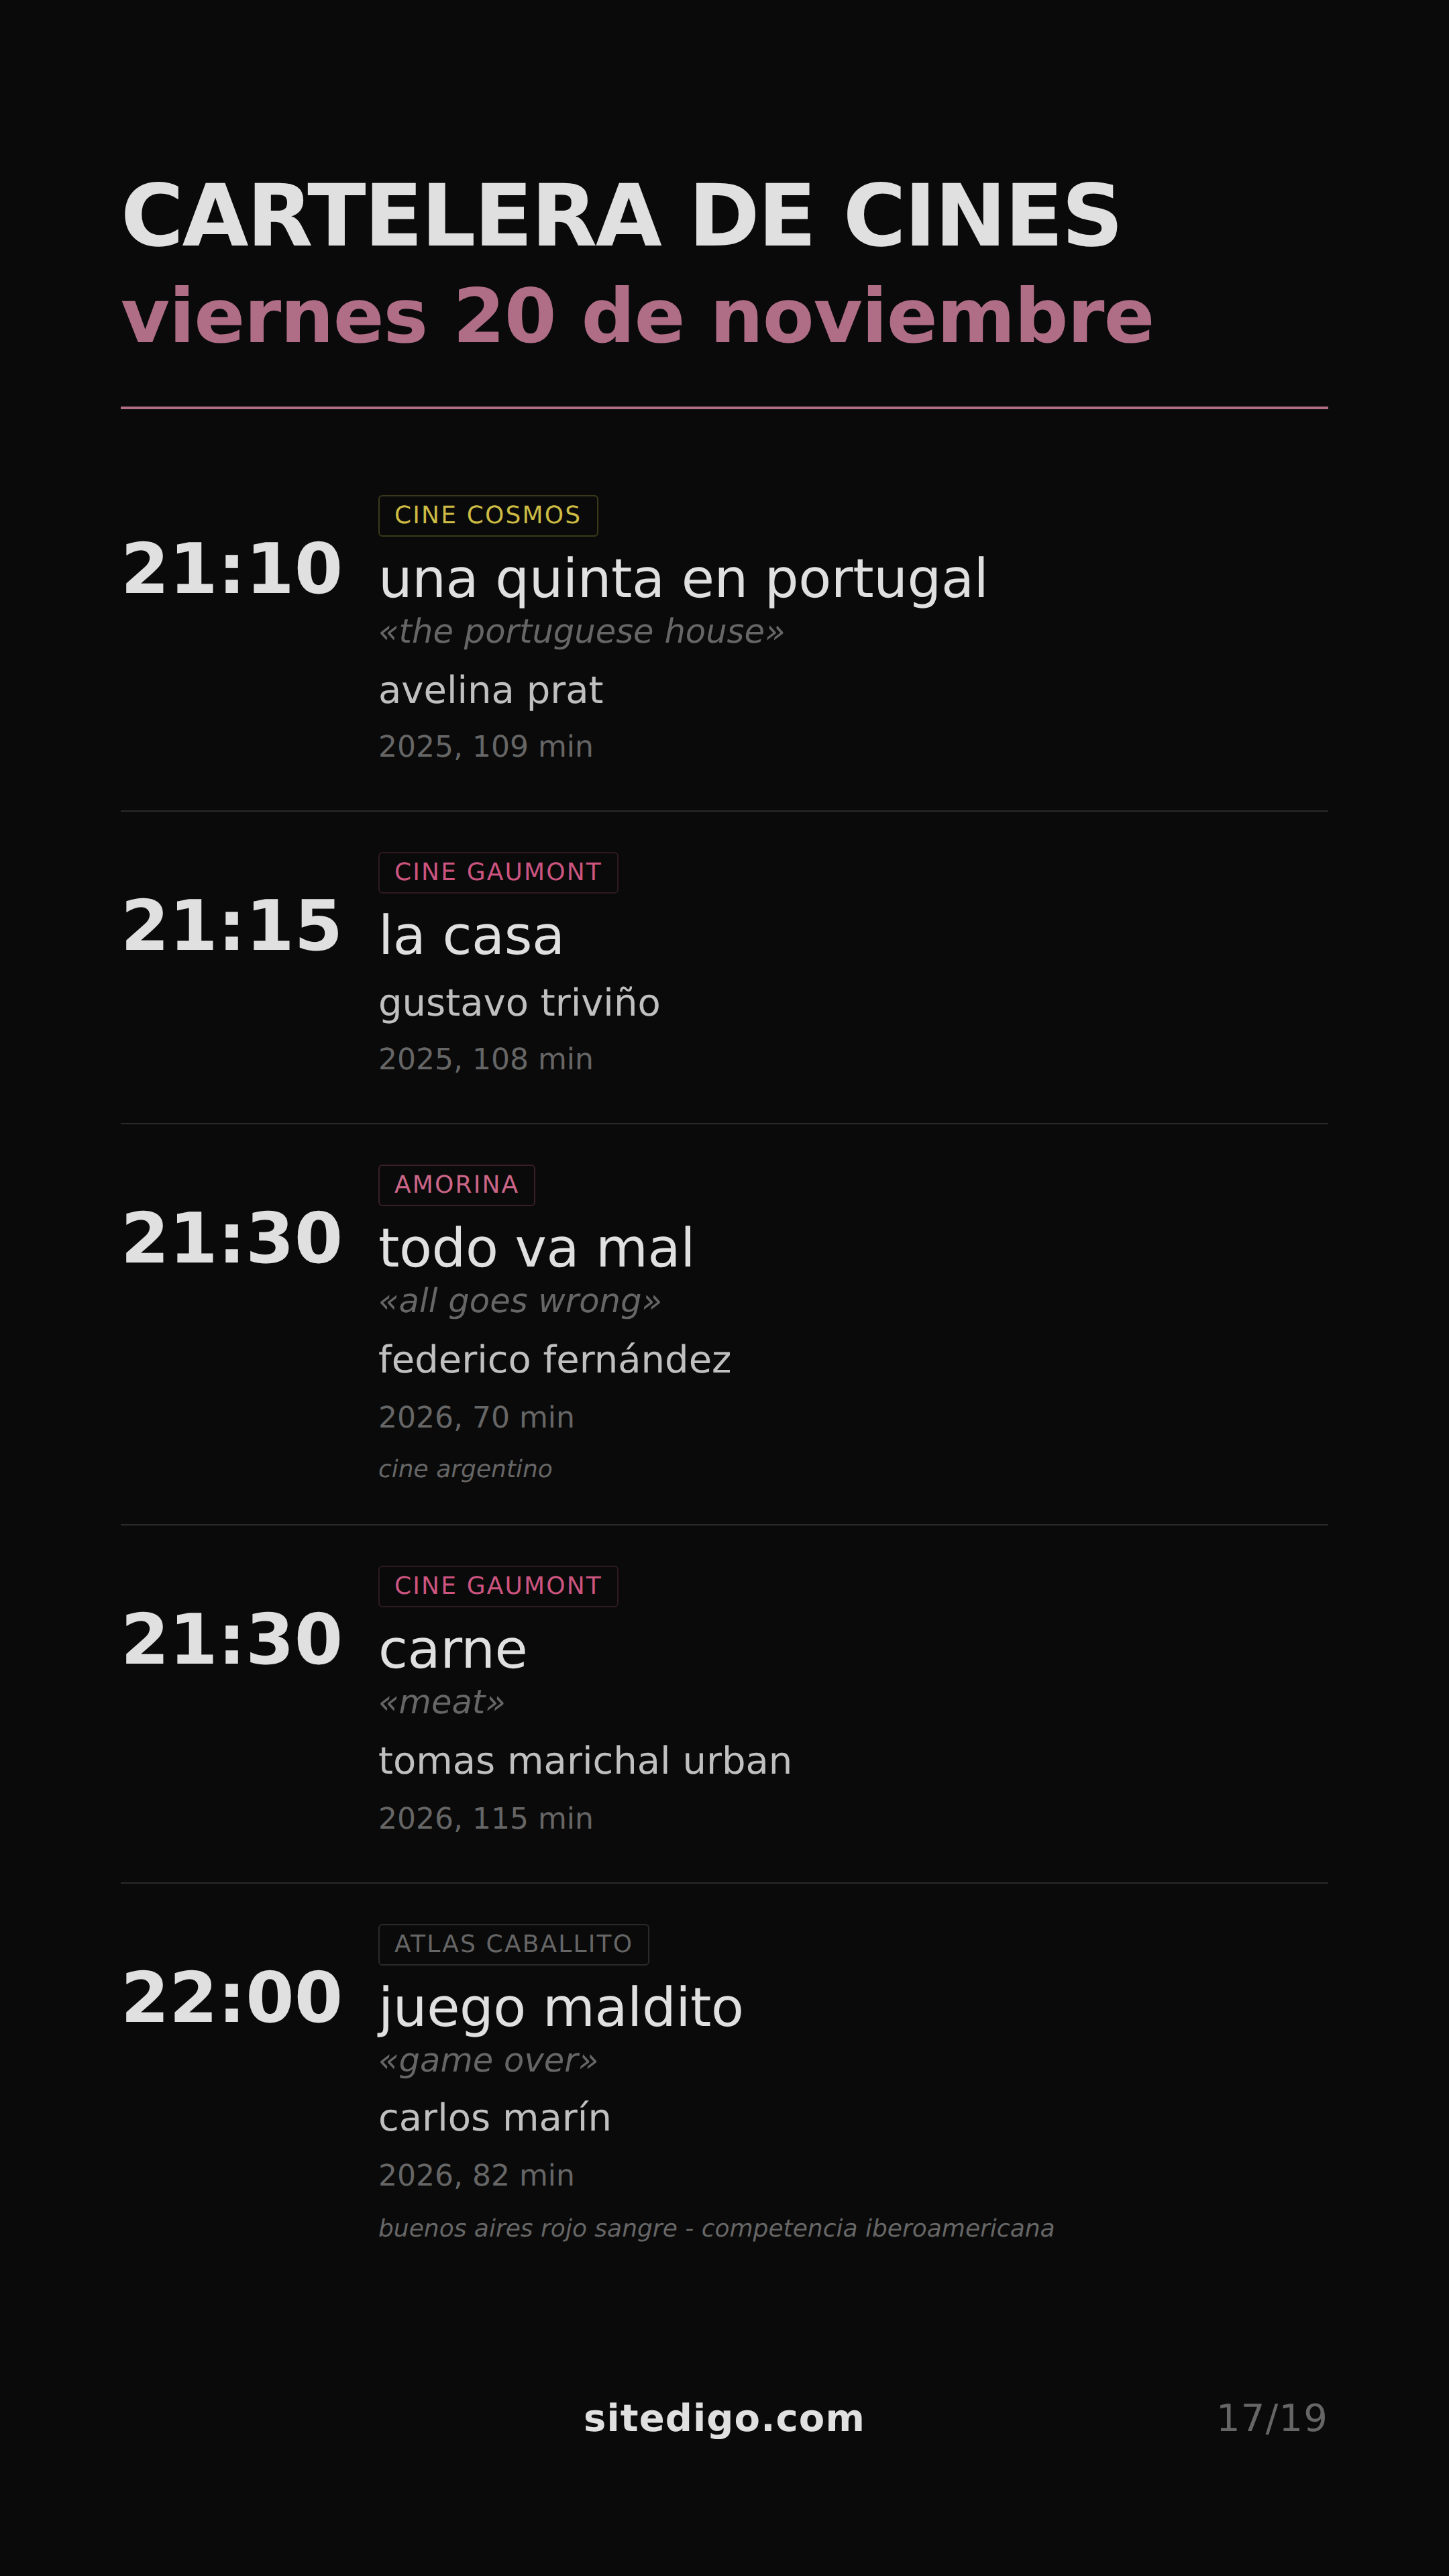 CARTELERA DE CINES
viernes 20 de noviembre
CINE COSMOS
21:10
una quinta en portugal
«the portuguese house»
avelina prat
2025, 109 min
CINE GAUMONT
21:15
la casa
gustavo triviño
2025, 108 min
AMORINA
21:30
todo va mal
«all goes wrong»
federico fernández
2026, 70 min
cine argentino
CINE GAUMONT
21:30
carne
«meat»
tomas marichal urban
2026, 115 min
ATLAS CABALLITO
22:00
juego maldito
«game over»
carlos marín
2026, 82 min
buenos aires rojo sangre - competencia iberoamericana
sitedigo.com
17/19